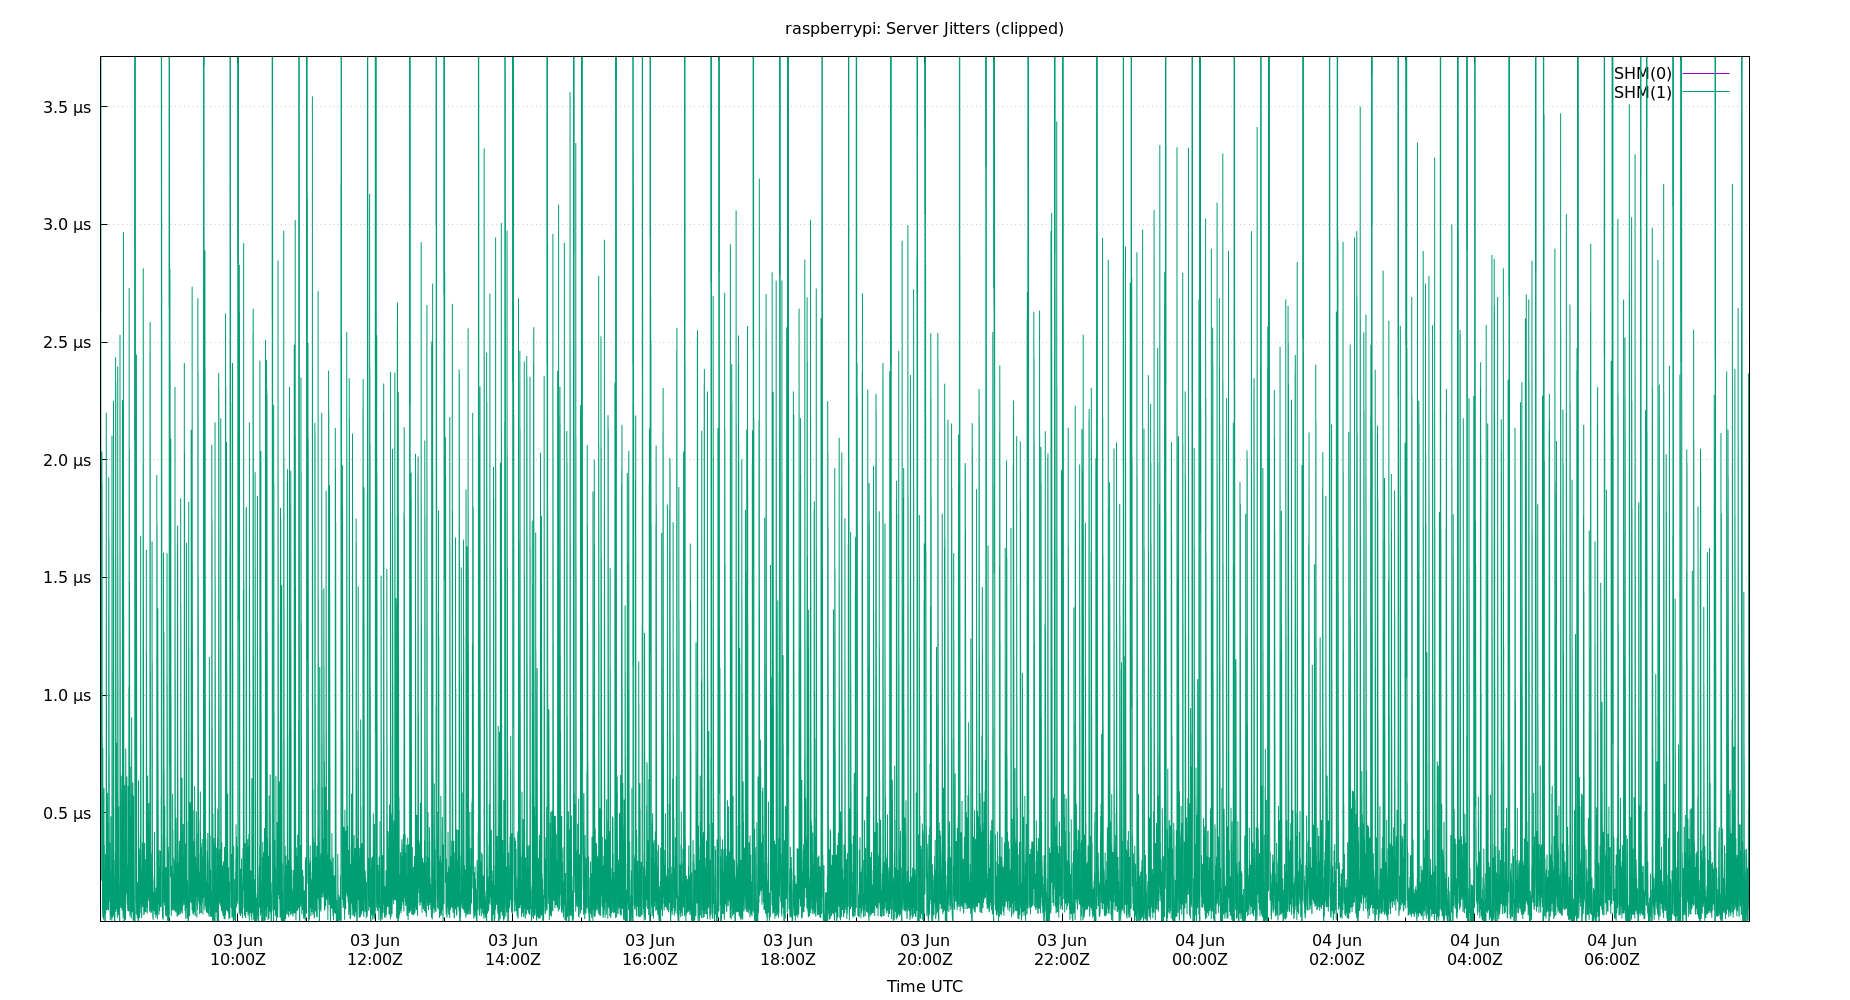 raspberrypi: Server Jitters (clipped)
SHM(0)
SHM(1)
3.5 µs
3.0 µs
2.5 µs
2.0 µs
1.5 µs
1.0 µs
0.5 µs
03 Jun 03 Jun 03 Jun 03 Jun 03 Jun 03 Jun 03 Jun 04 Jun 04 Jun 04 Jun 04 Jun
10:00Z 12:00Z 14:00Z 16:00Z 18:00Z 20:00Z 22:00Z 00:00Z 02:00Z 04:00Z 06:00Z
Time UTC